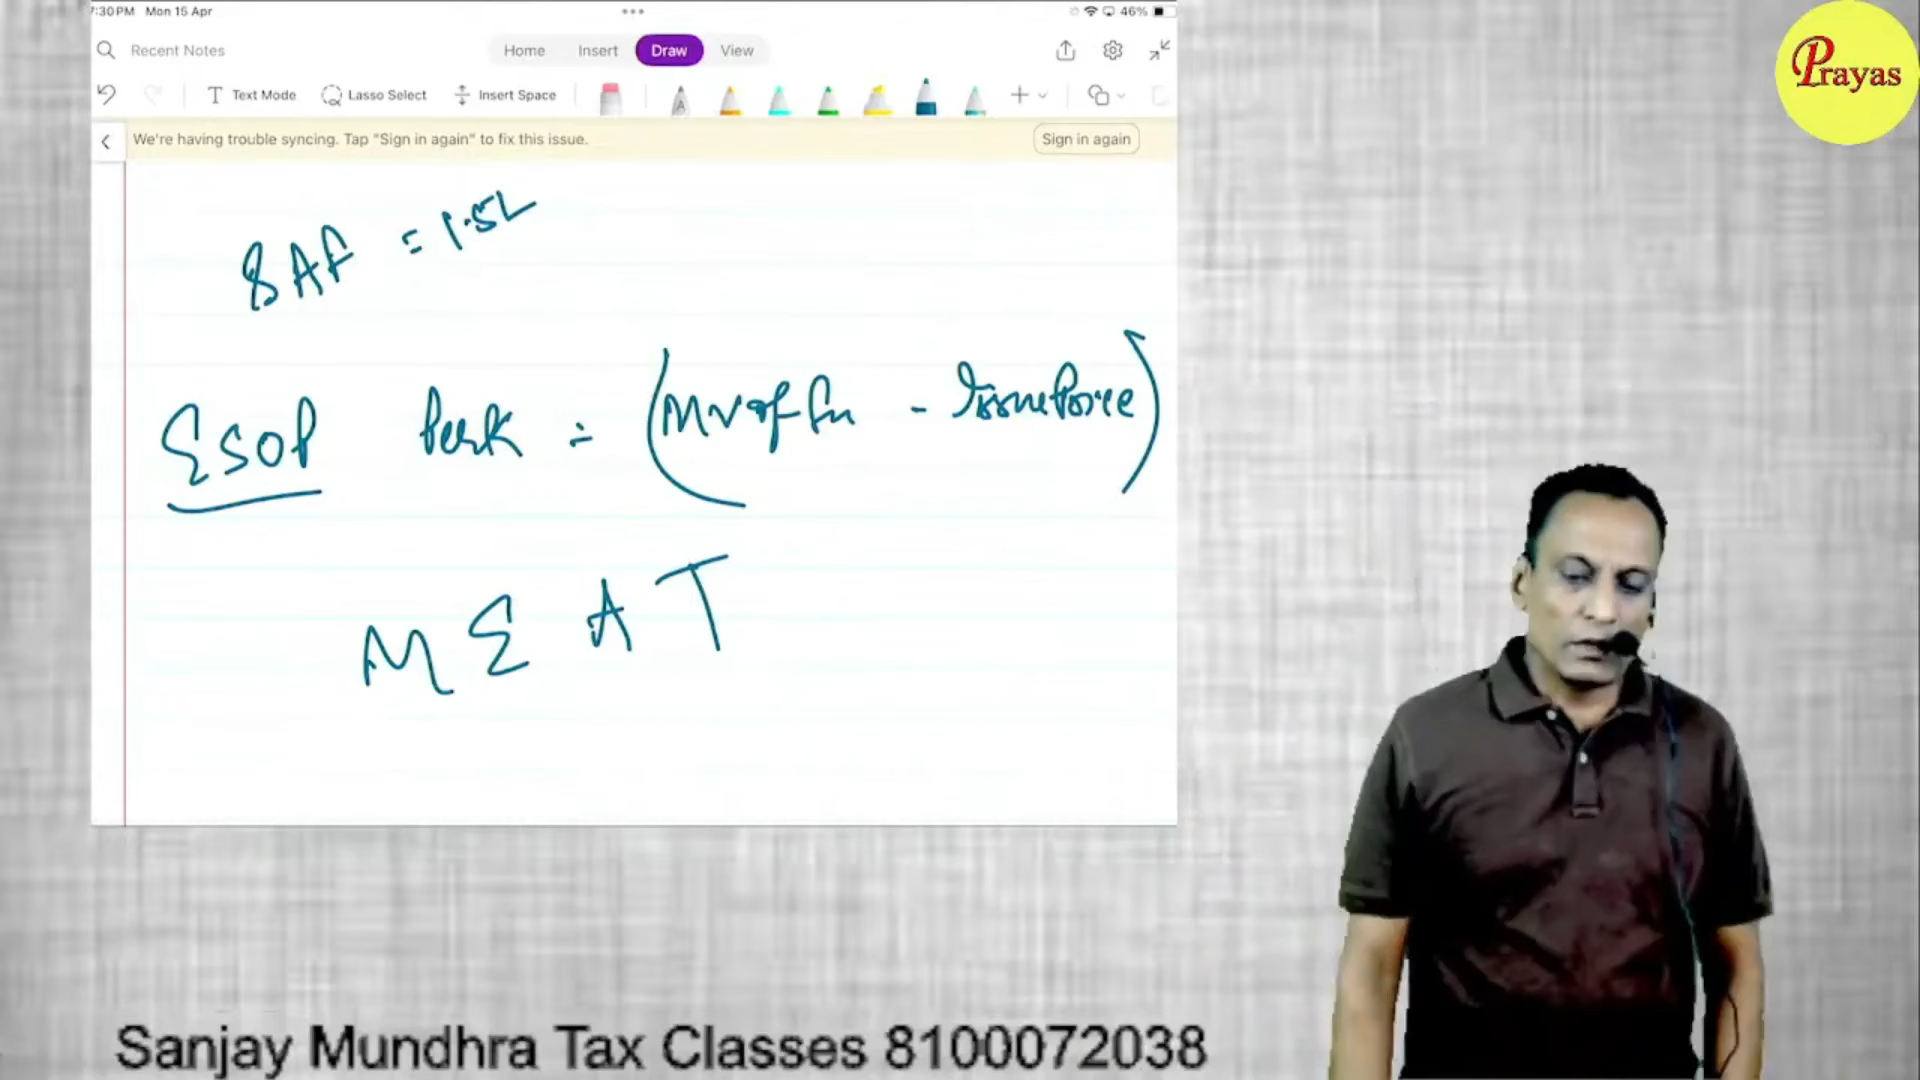 7:30 PM Mon 15 Apr
46%
Recent Notes
Home Insert Draw View
Text Mode Lasso Select Insert Space
We're having trouble syncing. Tap "Sign in again" to fix this issue.
Sign in again
Prayas
SAF = 1.5L
ESOP Perk = (MV of - Issue Price)
M E A T
Sanjay Mundhra Tax Classes 8100072038